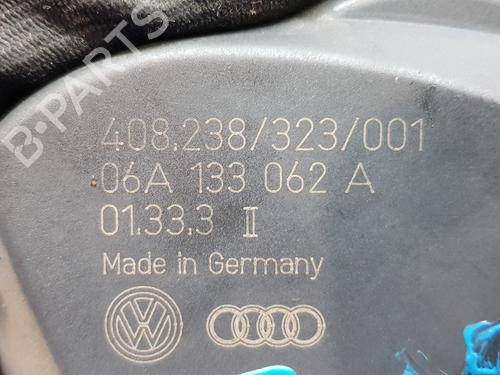 B-PARTS
408.238/323/001
06A 133 062 A
01.33.3 II
Made in Germany